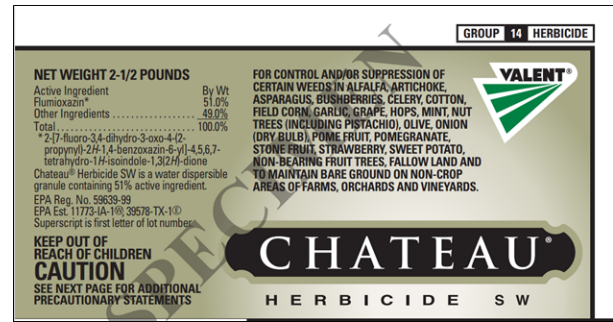 GROUP 14 HERBICIDE
NET WEIGHT 2-1/2 POUNDS
Active Ingredient By Wt
Flumioxazin* 51.0%
Other Ingredients .................... 49.0%
Total .................................... 100.0%
*2-[7-fluoro-3,4-dihydro-3-oxo-4-(2-
propynyl)-2H-1,4-benzoxazin-6-yl]-4,5,6,7-
tetrahydro-1H-isoindole-1,3(2H)-dione
Chateau® Herbicide SW is a water dispersible
granule containing 51% active ingredient.
EPA Reg. No. 59639-99
EPA Est. 11773-IA-1, 39578-TX-1
Superscript is first letter of lot number.
KEEP OUT OF
REACH OF CHILDREN
CAUTION
SEE NEXT PAGE FOR ADDITIONAL
PRECAUTIONARY STATEMENTS
FOR CONTROL AND/OR SUPPRESSION OF
CERTAIN WEEDS IN ALFALFA, ARTICHOKE,
ASPARAGUS, BUSHBERRIES, CELERY, COTTON,
FIELD CORN, GARLIC, GRAPE, HOPS, MINT, NUT
TREES (INCLUDING PISTACHIO), OLIVE, ONION
(DRY BULB), POME FRUIT, POMEGRANATE,
STONE FRUIT, STRAWBERRY, SWEET POTATO,
NON-BEARING FRUIT TREES, FALLOW LAND AND
TO MAINTAIN BARE GROUND ON NON-CROP
AREAS OF FARMS, ORCHARDS AND VINEYARDS.
VALENT®
CHATEAU®
HERBICIDE SW
SPECIMEN